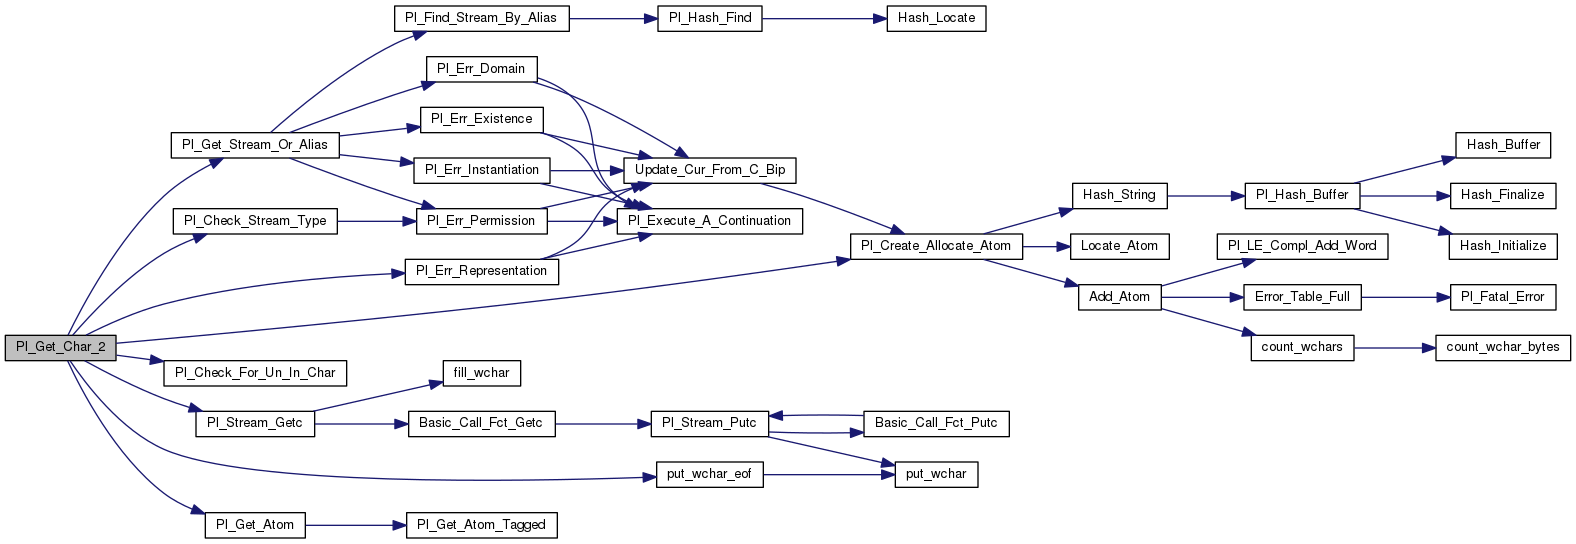 Pl_Find_Stream_By_Alias
Pl_Hash_Find
Hash_Locate
Pl_Err_Domain
Pl_Err_Existence
Pl_Get_Stream_Or_Alias
Hash_Buffer
Pl_Err_Instantiation
Update_Cur_From_C_Bip
Hash_String
Pl_Hash_Buffer
Hash_Finalize
Pl_Check_Stream_Type
Pl_Err_Permission
Pl_Execute_A_Continuation
Pl_Create_Allocate_Atom
Locate_Atom
Pl_LE_Compl_Add_Word
Hash_Initialize
Pl_Err_Representation
Add_Atom
Error_Table_Full
Pl_Fatal_Error
Pl_Get_Char_2
count_wchars
count_wchar_bytes
Pl_Check_For_Un_In_Char
fill_wchar
Pl_Stream_Getc
Basic_Call_Fct_Getc
Pl_Stream_Putc
Basic_Call_Fct_Putc
put_wchar_eof
put_wchar
Pl_Get_Atom
Pl_Get_Atom_Tagged